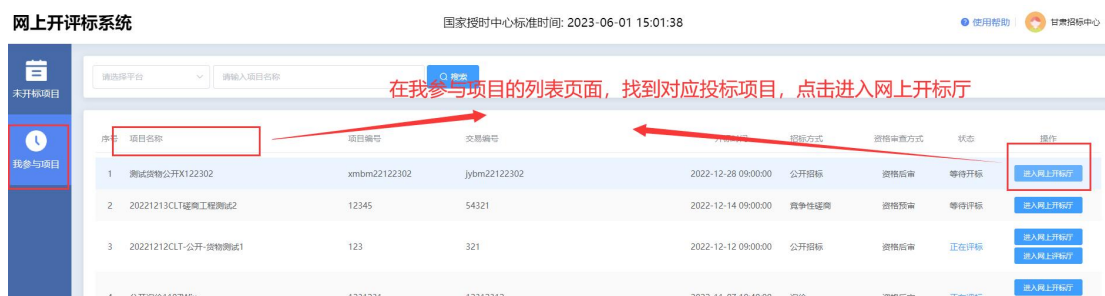 网上开评标系统
国家授时中心标准时间: 2023-06-01 15:01:38
使用帮助
甘肃招标中心
未开标项目
我参与项目
请选择平台
请输入项目名称
搜索
在我参与项目的列表页面，找到对应投标项目，点击进入网上开标厅
序号 项目名称 项目编号 交易编号 开标时间 招标方式 资格审查方式 状态 操作
1 测试货物公开X122302 xmbm22122302 jybm22122302 2022-12-28 09:00:00 公开招标 资格后审 等待开标 进入网上开标厅
2 20221213CLT磋商工程测试2 12345 54321 2022-12-14 09:00:00 竞争性磋商 资格预审 等待评标 进入网上开标厅
3 20221212CLT-公开-货物测试1 123 321 2022-12-12 09:00:00 公开招标 资格后审 正在评标 进入网上开标厅
进入网上评标厅
进入网上开标厅